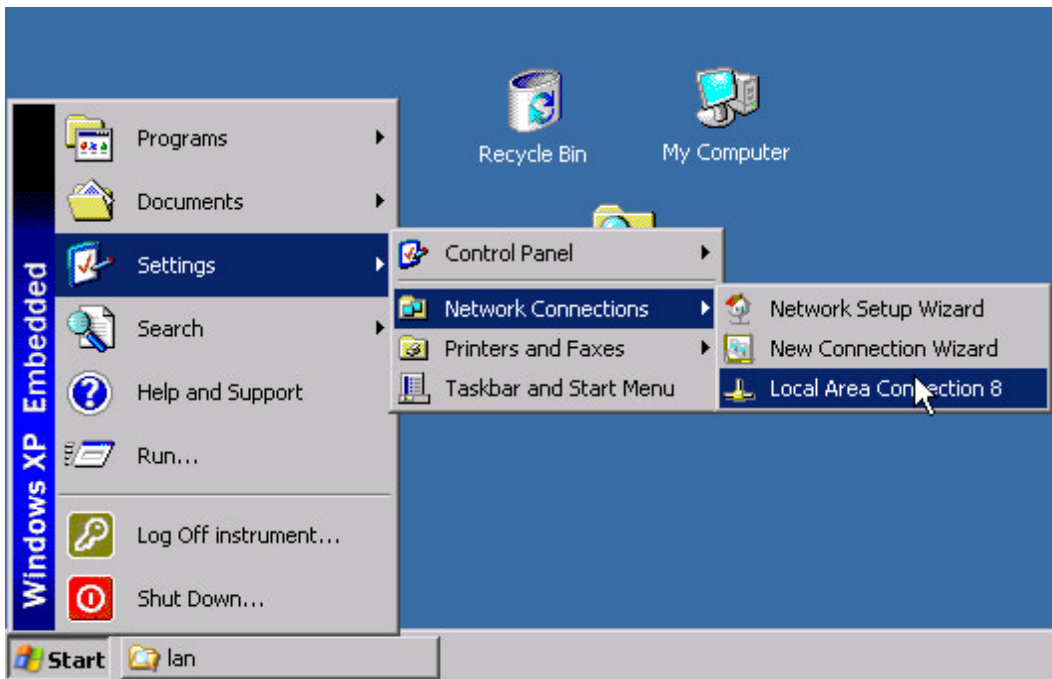 Recycle Bin
My Computer
Programs
Documents
Settings
Search
Help and Support
Run...
Log Off instrument...
Shut Down...
Windows XP Embedded
Control Panel
Network Connections
Printers and Faxes
Taskbar and Start Menu
Network Setup Wizard
New Connection Wizard
Local Area Connection 8
Start
lan